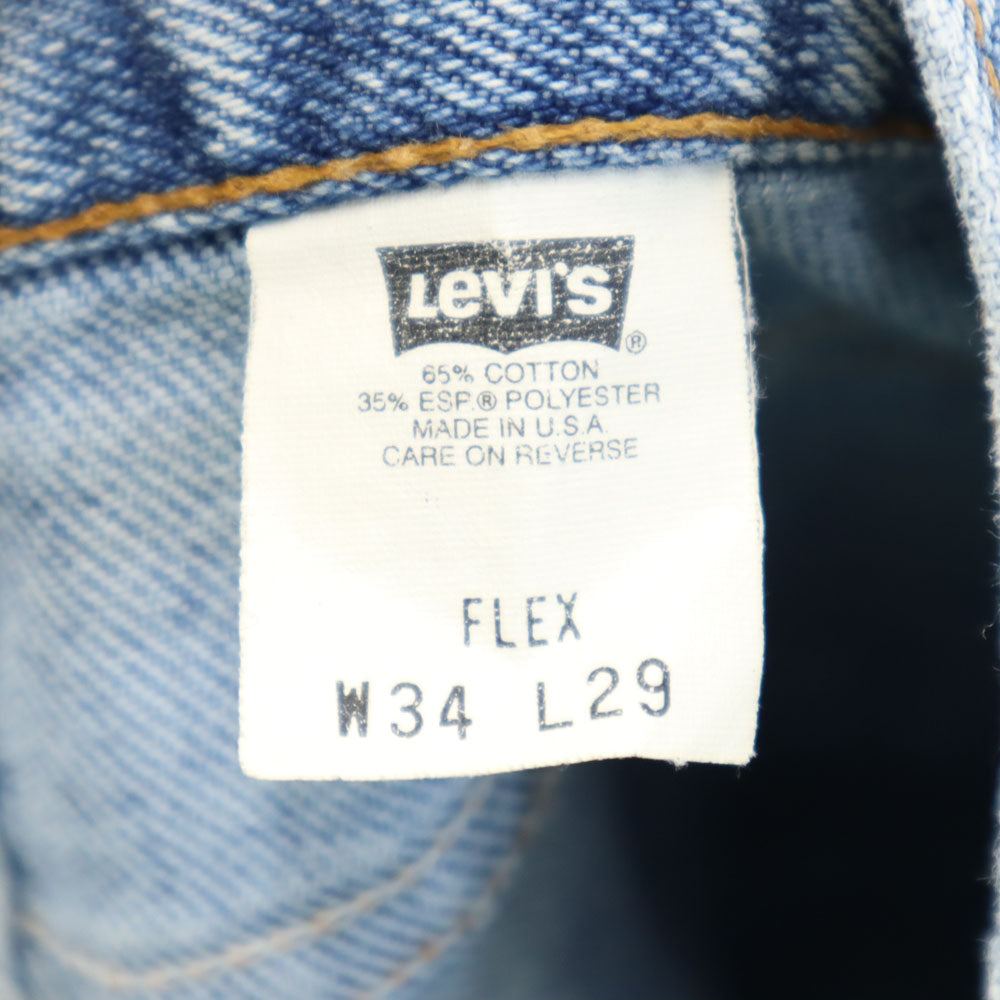 Levi's ®
65% COTTON
35% ESP.® POLYESTER
MADE IN U.S.A.
CARE ON REVERSE
FLEX
W34 L29